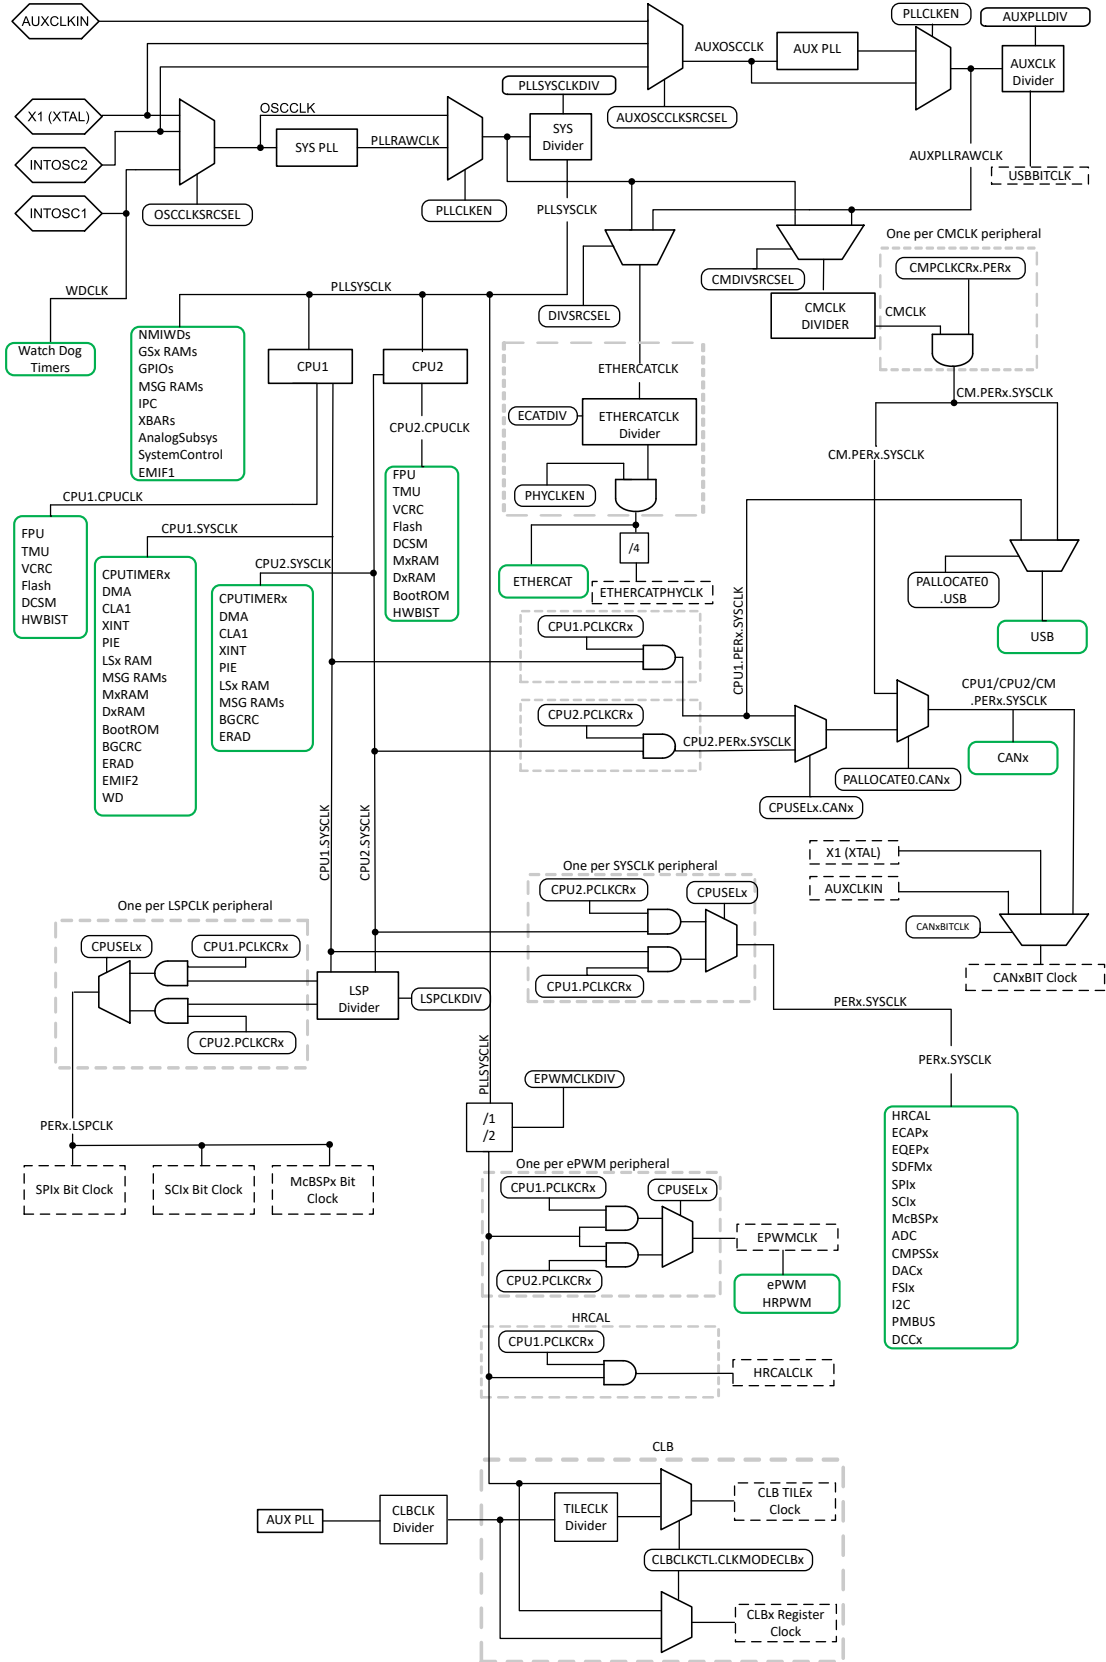 AUXCLKIN
PLLCLKEN
AUXPLLDIV
AUXOSCCLK
AUX PLL
AUXCLK
Divider
PLLSYSCLKDIV
X1 (XTAL)
OSCCLK
AUXOSCCLKSRCSEL
SYS
Divider
SYS PLL
PLLRAWCLK
INTOSC2
AUXPLLRAWCLK
USBBITCLK
INTOSC1
OSCCLKSRCSEL
PLLCLKEN
PLLSYSCLK
One per CMCLK peripheral
CMPCLKCRx.PERx
CMDIVSRCSEL
WDCLK
PLLSYSCLK
DIVSRCSEL
CMCLK
DIVIDER
CMCLK
Watch Dog
Timers
NMIWDs
GSx RAMs
GPIOs
MSG RAMs
IPC
XBARs
AnalogSubsys
SystemControl
EMIF1
CPU1
CPU2
ETHERCATCLK
CM.PERx.SYSCLK
ECATDIV
ETHERCATCLK
Divider
CPU2.CPUCLK
CM.PERx.SYSCLK
FPU
TMU
VCRC
Flash
DCSM
MxRAM
DxRAM
BootROM
HWBIST
PHYCLKEN
CPU1.CPUCLK
FPU
TMU
VCRC
Flash
DCSM
HWBIST
CPU1.SYSCLK
/4
CPUTIMERx
DMA
CLA1
XINT
PIE
LSx RAM
MSG RAMs
MxRAM
DxRAM
BootROM
BGCRC
ERAD
EMIF2
WD
CPU2.SYSCLK
CPUTIMERx
DMA
CLA1
XINT
PIE
LSx RAM
MSG RAMs
BGCRC
ERAD
ETHERCAT
ETHERCATPHYCLK
PALLOCATE0
.USB
CPU1.PERx.SYSCLK
USB
CPU1.PCLKCRx
CPU2.PCLKCRx
CPU2.PERx.SYSCLK
CPU1/CPU2/CM
.PERx.SYSCLK
CANx
PALLOCATE0.CANx
CPUSELx.CANx
CPU1.SYSCLK
CPU2.SYSCLK
X1 (XTAL)
AUXCLKIN
CANxBITCLK
CANxBIT Clock
One per SYSCLK peripheral
CPU2.PCLKCRx
CPUSELx
CPU1.PCLKCRx
One per LSPCLK peripheral
CPUSELx
CPU1.PCLKCRx
CPU2.PCLKCRx
LSP
Divider
LSPCLKDIV
PERx.SYSCLK
PERx.SYSCLK
PLLSYSCLK
EPWMCLKDIV
/1
/2
PERx.LSPCLK
SPIx Bit Clock
SCIx Bit Clock
McBSPx Bit
Clock
HRCAL
ECAPx
EQEPx
SDFMx
SPIx
SCIx
McBSPx
ADC
CMPSSx
DACx
FSIx
I2C
PMBUS
DCCx
One per ePWM peripheral
CPU1.PCLKCRx
CPUSELx
CPU2.PCLKCRx
EPWMCLK
ePWM
HRPWM
HRCAL
CPU1.PCLKCRx
HRCALCLK
CLB
AUX PLL
CLBCLK
Divider
TILECLK
Divider
CLB TILEx
Clock
CLBCLKCTL.CLKMODECLBx
CLBx Register
Clock